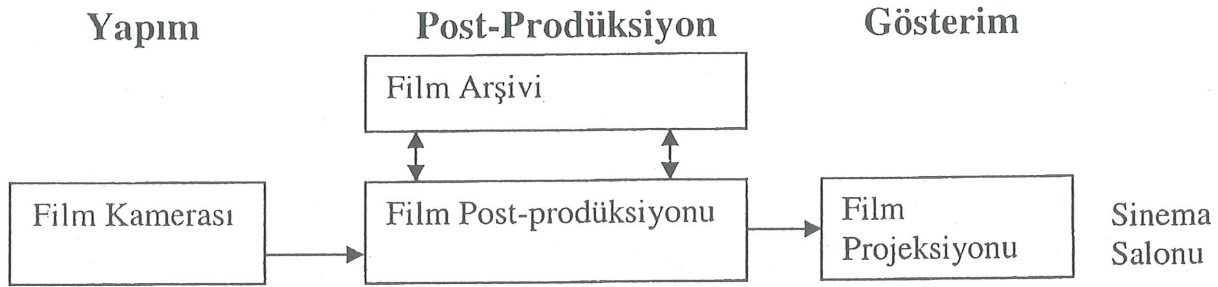 Yapım
Post-Prodüksiyon
Gösterim
Film Arşivi
Film Kamerası
Film Post-prodüksiyonu
Film
Projeksiyonu
Sinema
Salonu